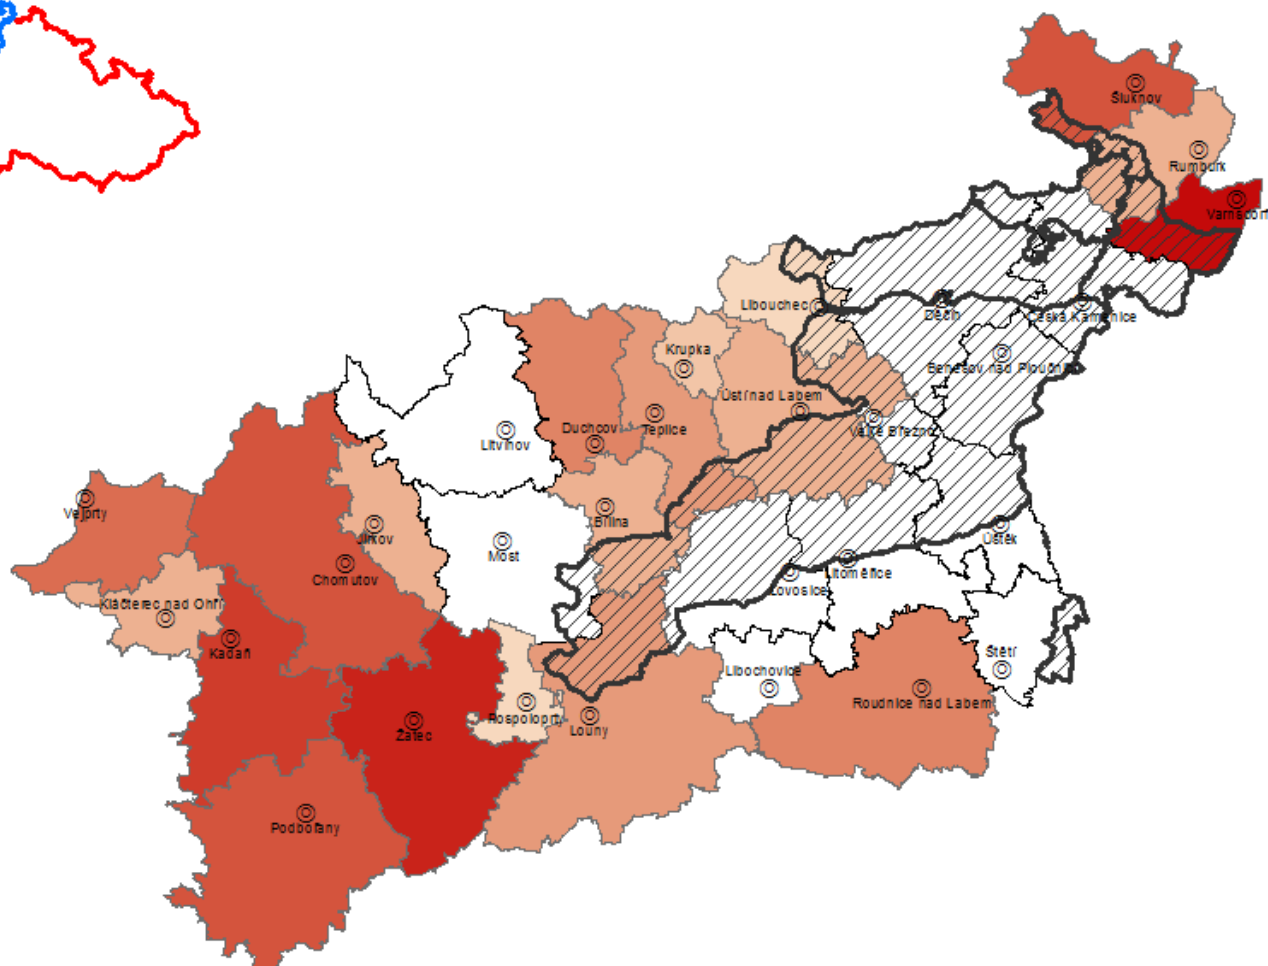 Šluknov
Rumburk
Varnsdorf
Libouchec
Děčín
Česká Kamenice
Krupka
Benešov nad Ploučnicí
Ústí nad Labem
Duchcov
Teplice
Velké Březno
Litvínov
Vejprty
Bílina
Jirkov
Most
Úštěk
Chomutov
Litoměřice
Lovosice
Klášterec nad Ohří
Kadaň
Štětí
Libochovice
Roudnice nad Labem
Žatec
Postoloprty
Louny
Podbořany